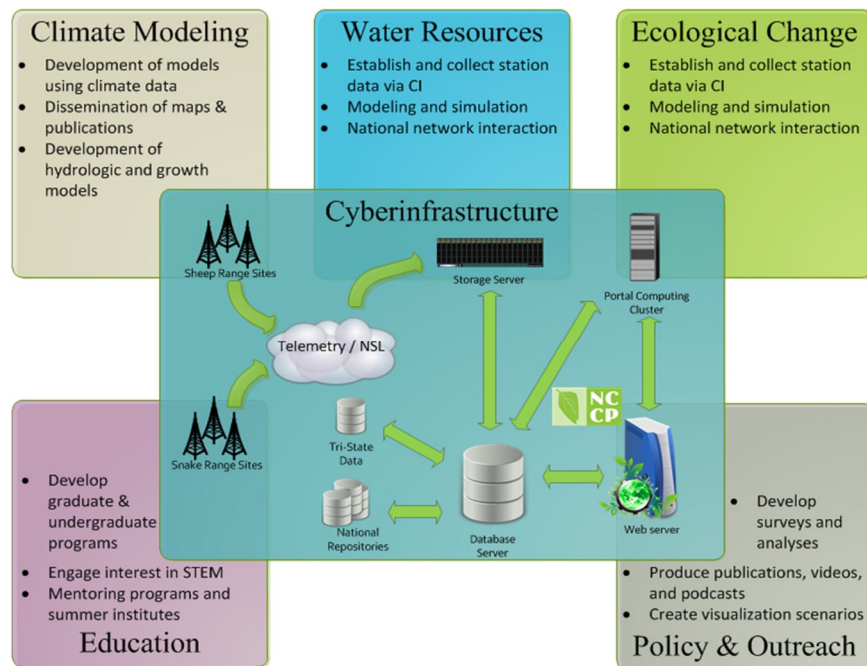 Climate Modeling
• Development of models
using climate data
• Dissemination of maps &
publications
• Development of
hydrologic and growth
models
Water Resources
• Establish and collect station
data via CI
• Modeling and simulation
• National network interaction
Ecological Change
• Establish and collect station
data via CI
• Modeling and simulation
• National network interaction
Cyberinfrastructure
Sheep Range Sites
Storage Server
Portal Computing
Cluster
Telemetry / NSL
NC
CP
Snake Range Sites
Tri-State
Data
National
Repositories
Database
Server
Web server
• Develop
graduate &
undergraduate
programs
• Engage interest in STEM
• Mentoring programs and
summer institutes
Education
• Develop
surveys and
analyses
• Produce publications, videos,
and podcasts
• Create visualization scenarios
Policy & Outreach